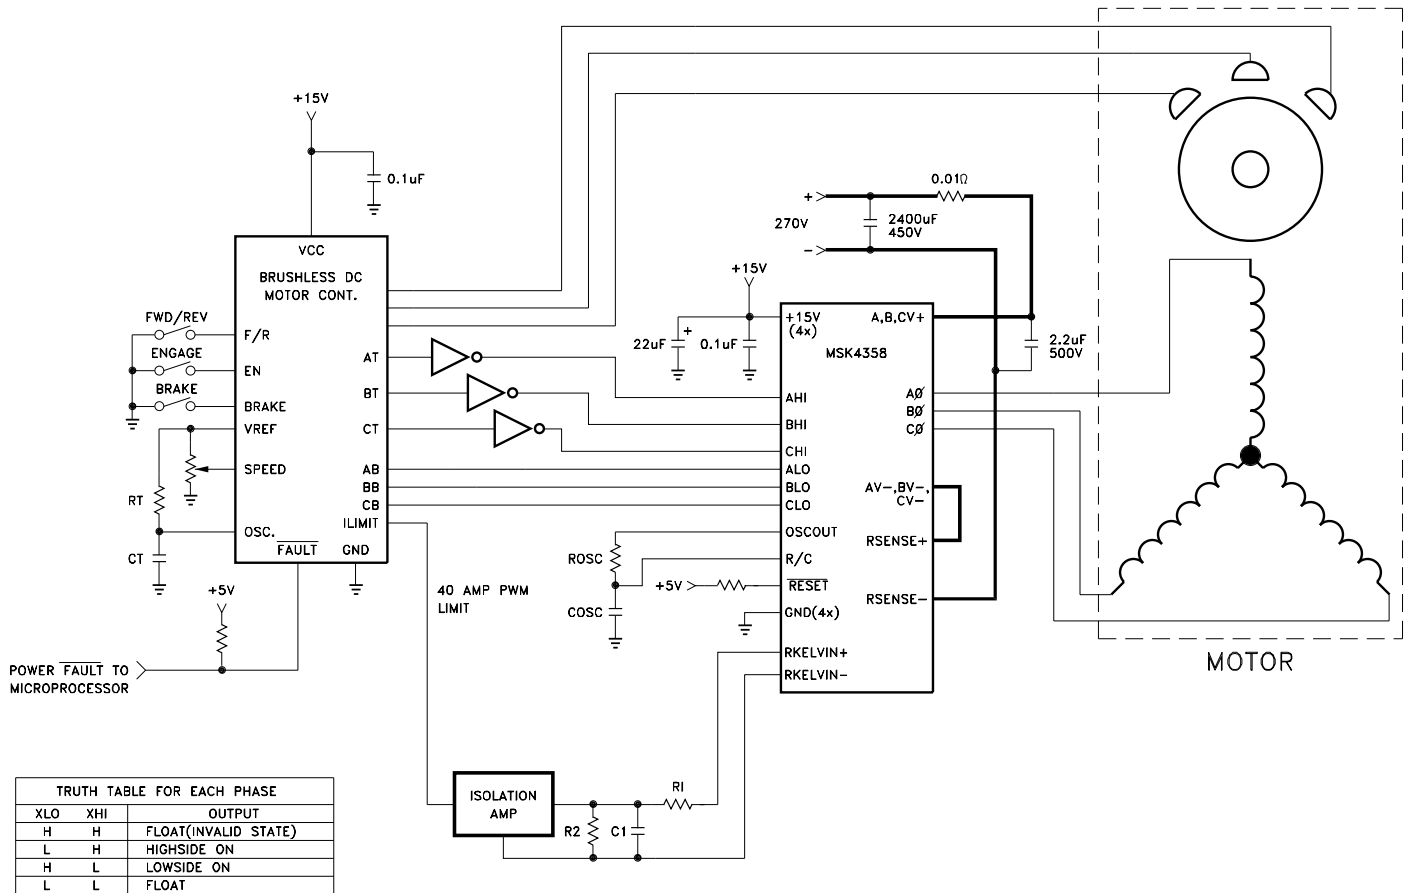 +15V
0.1uF
VCC
BRUSHLESS DC
MOTOR CONT.
FWD/REV
F/R
ENGAGE
EN
BRAKE
BRAKE
VREF
SPEED
RT
OSC.
CT
FAULT
GND
AT
BT
CT
AB
BB
CB
ILIMIT
+5V
POWER FAULT TO
MICROPROCESSOR
40 AMP PWM
LIMIT
+
270V
-
2400uF
450V
0.01Ω
+15V
+
22uF
0.1uF
+15V
(4x)
A,B,CV+
MSK4358
2.2uF
500V
AHI
BHI
CHI
ALO
BLO
CLO
OSCOUT
R/C
RESET
GND(4x)
RKELVIN+
RKELVIN-
AØ
BØ
CØ
AV-,BV-,
CV-
RSENSE+
RSENSE-
ROSC
COSC
+5V
MOTOR
ISOLATION
AMP
R1
R2
C1
TRUTH TABLE FOR EACH PHASE
XLO XHI OUTPUT
H H FLOAT(INVALID STATE)
L H HIGHSIDE ON
H L LOWSIDE ON
L L FLOAT